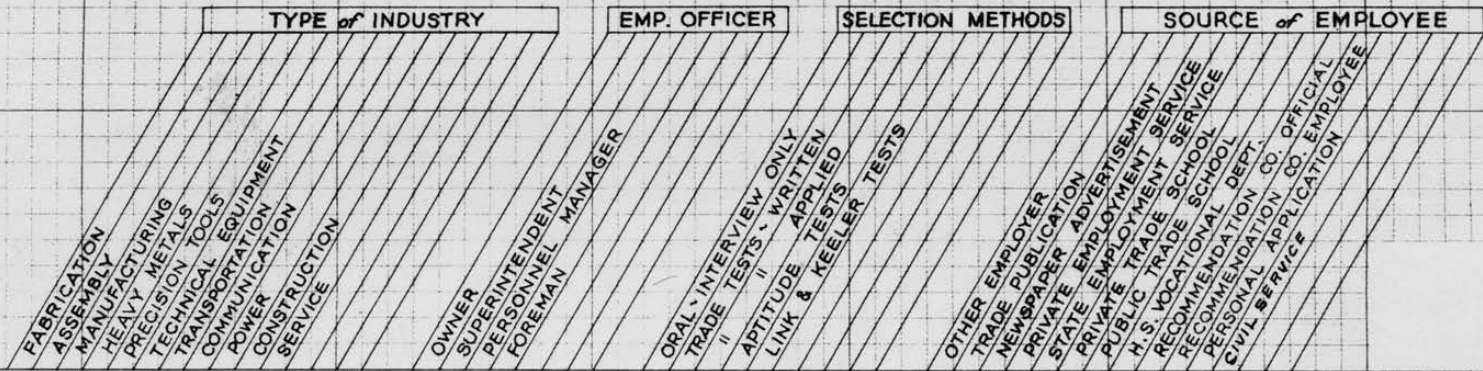 TYPE of INDUSTRY
FABRICATION
ASSEMBLY
MANUFACTURING
HEAVY METALS
PRECISION TOOLS
TECHNICAL EQUIPMENT
TRANSPORTATION
COMMUNICATION
POWER
CONSTRUCTION
SERVICE
EMP. OFFICER
OWNER
SUPERINTENDENT
PERSONNEL MANAGER
FOREMAN
SELECTION METHODS
ORAL ~ INTERVIEW ONLY
TRADE TESTS ~ WRITTEN
" " APPLIED
APTITUDE TESTS
LINK & KEELER TESTS
SOURCE of EMPLOYEE
OTHER EMPLOYER
TRADE PUBLICATION
NEWSPAPER ADVERTISEMENT
PRIVATE EMPLOYMENT SERVICE
STATE EMPLOYMENT SERVICE
PRIVATE TRADE SCHOOL
PUBLIC TRADE SCHOOL
H.S. VOCATIONAL DEPT.
RECOMMENDATION CO. OFFICIAL
RECOMMENDATION CO. EMPLOYEE
PERSONAL APPLICATION
CIVIL SERVICE